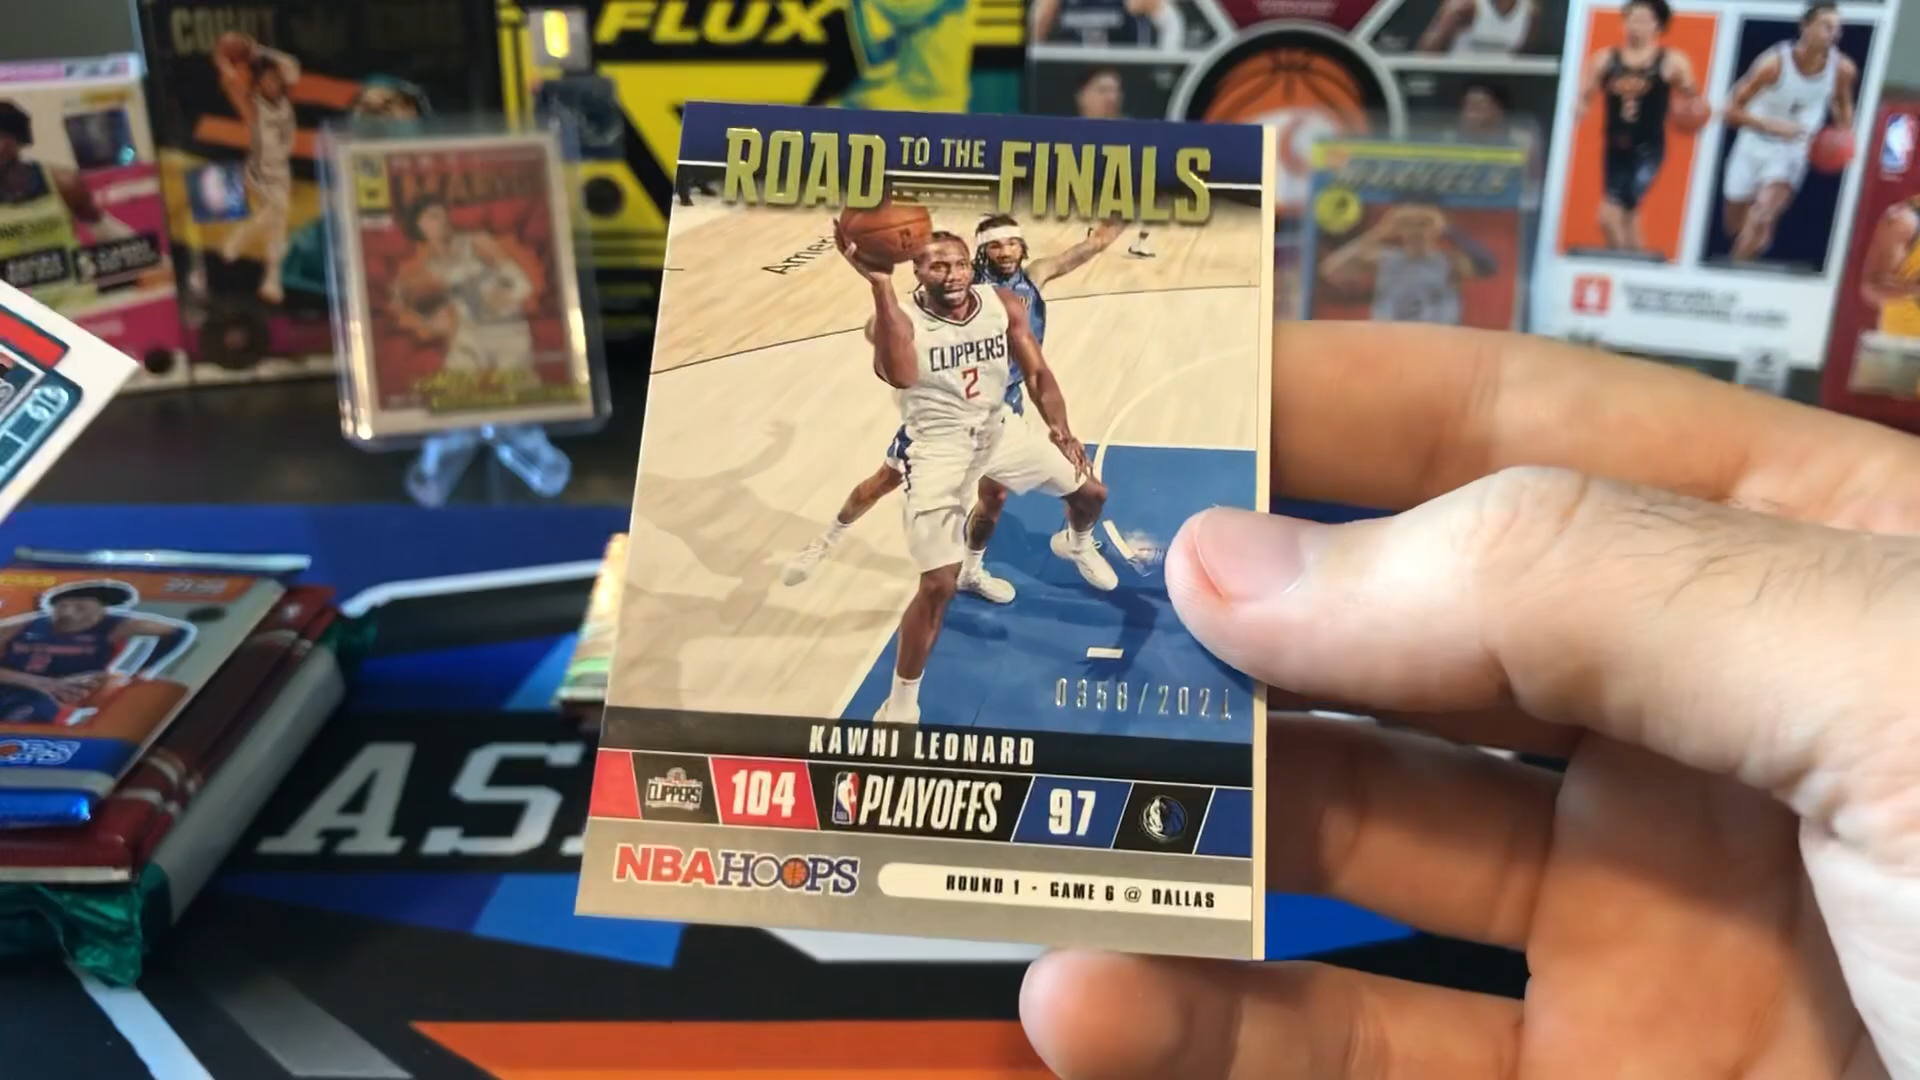 FLUX
ROAD TO THE FINALS
CLIPPERS
2
0358/2021
KAWHI LEONARD
CLIPPERS 104 PLAYOFFS 97
NBA HOOPS
ROUND 1 - GAME 6 @ DALLAS
AS